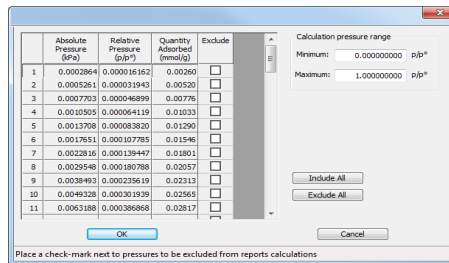 Absolute Pressure (kPa) Relative Pressure (p/p°) Quantity Adsorbed (mmol/g) Exclude
1 0.0002864 0.000016162 0.00260
2 0.0005261 0.000031943 0.00520
3 0.0007703 0.000046899 0.00776
4 0.0010505 0.000064119 0.01033
5 0.0013708 0.000083820 0.01290
6 0.0017651 0.000107785 0.01546
7 0.0022816 0.000139447 0.01801
8 0.0029548 0.000180788 0.02057
9 0.0038493 0.000235619 0.02313
10 0.0049328 0.000301939 0.02565
11 0.0063188 0.000386868 0.02817
Calculation pressure range
Minimum: 0.000000000 p/p°
Maximum: 1.000000000 p/p°
Include All
Exclude All
OK
Cancel
Place a check-mark next to pressures to be excluded from reports calculations